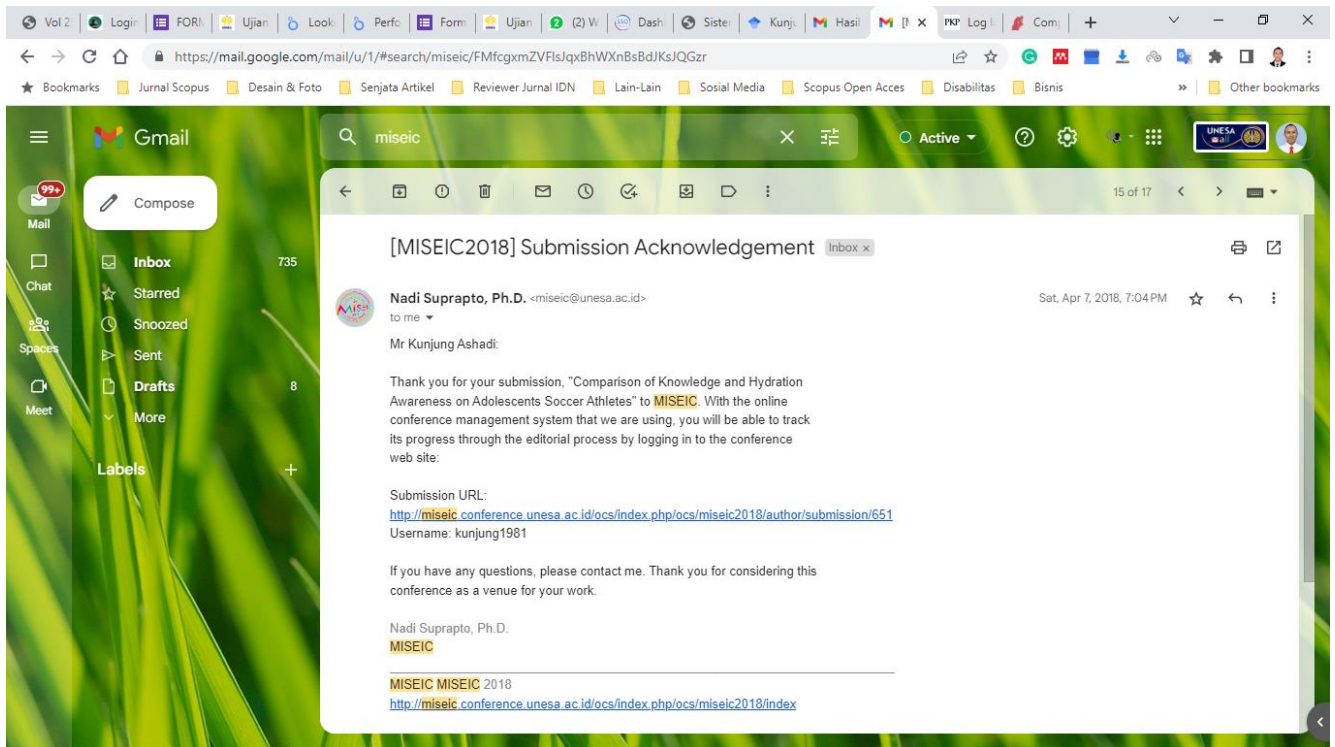 Vol 2
Login
FORM
Ujian
Look
Perfo
Form
Ujian
(2) W
Dash
Sister
Kunju
Hasil
[M
PKP Log I
Comp
https://mail.google.com/mail/u/1/#search/miseic/FMfcgxmZVFlsJqxBhWXnBsBdJKsJQGzr
Bookmarks Jurnal Scopus Desain & Foto Senjata Artikel Reviewer Jurnal IDN Lain-Lain Sosial Media Scopus Open Acces Disabilitas Bisnis » Other bookmarks
Gmail
miseic
Active
UNESA
99+
Mail
Chat
Spaces
Meet
Compose
Inbox 735
Starred
Snoozed
Sent
Drafts 8
More
Labels
15 of 17
[MISEIC2018] Submission Acknowledgement Inbox ×
Nadi Suprapto, Ph.D. <miseic@unesa.ac.id> Sat, Apr 7, 2018, 7:04 PM
to me
Mr Kunjung Ashadi:
Thank you for your submission, "Comparison of Knowledge and Hydration
Awareness on Adolescents Soccer Athletes" to MISEIC. With the online
conference management system that we are using, you will be able to track
its progress through the editorial process by logging in to the conference
web site:
Submission URL:
http://miseic.conference.unesa.ac.id/ocs/index.php/ocs/miseic2018/author/submission/651
Username: kunjung1981
If you have any questions, please contact me. Thank you for considering this
conference as a venue for your work.
Nadi Suprapto, Ph.D.
MISEIC
MISEIC MISEIC 2018
http://miseic.conference.unesa.ac.id/ocs/index.php/ocs/miseic2018/index